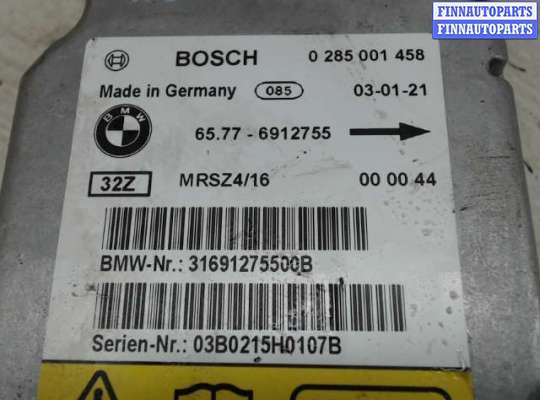 FINNAUTOPARTS
FINNAUTOPARTS
BOSCH 0 285 001 458
Made in Germany 085 03-01-21
BMW
65.77 - 6912755
32Z MRSZ4/16 00 00 44
BMW-Nr.: 31691275500B
Serien-Nr.: 03B0215H0107B